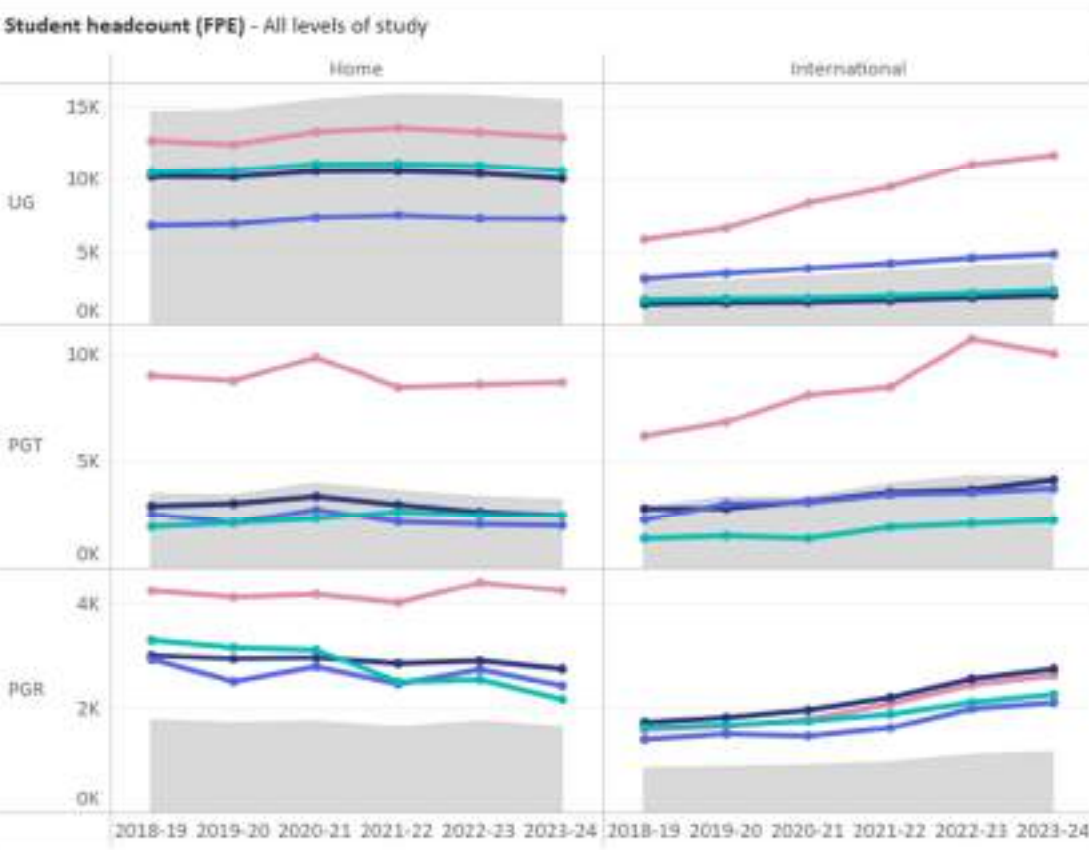 Student headcount (FPE) - All levels of study
Home International
15K
10K
UG
5K
0K
10K
PGT
5K
0K
4K
PGR
2K
0K
2018-19 2019-20 2020-21 2021-22 2022-23 2023-24 2018-19 2019-20 2020-21 2021-22 2022-23 2023-24